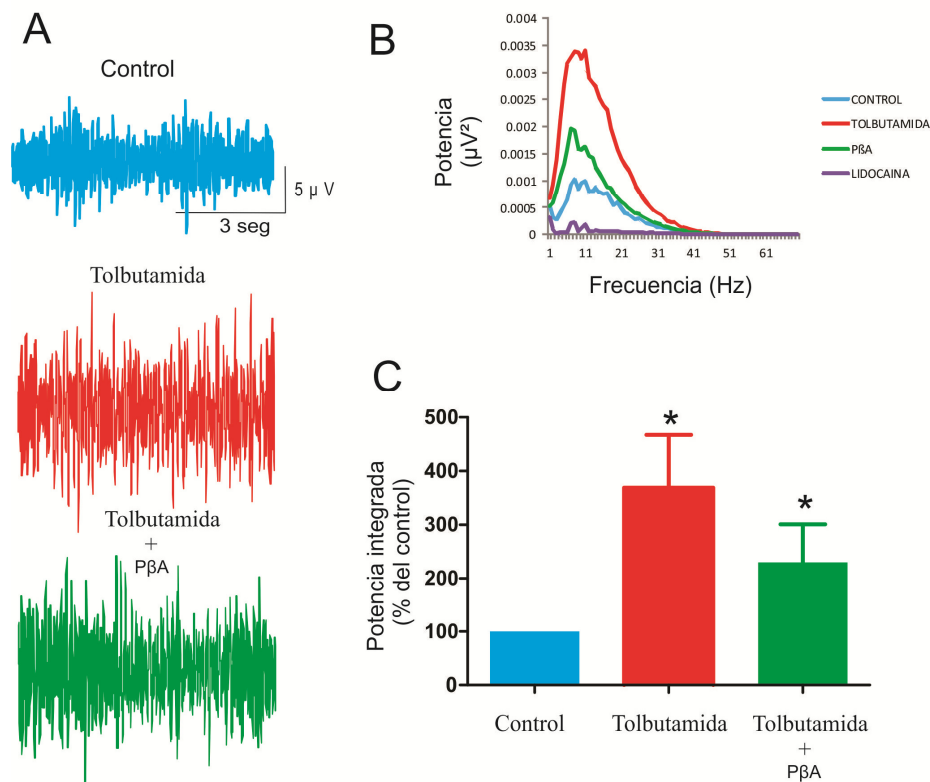 A
Control
5 µ V
3 seg
Tolbutamida
Tolbutamida
+
PβA
B
Potencia
(µV²)
0.004
0.0035
0.003
0.0025
0.002
0.0015
0.001
0.0005
0
1 11 21 31 41 51 61
Frecuencia (Hz)
CONTROL
TOLBUTAMIDA
PßA
LIDOCAINA
C
Potencia integrada
(% del control)
500
400
300
200
100
0
*
*
Control
Tolbutamida
Tolbutamida
+
PβA